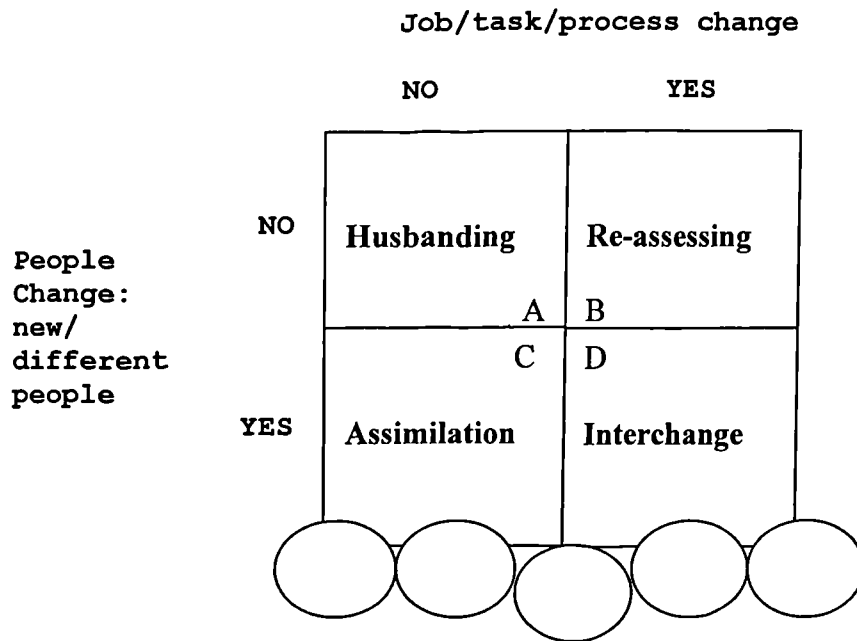 Job/task/process change
NO YES
NO
Husbanding Re-assessing
People
Change:
new/
different
people
A B
C D
YES
Assimilation Interchange